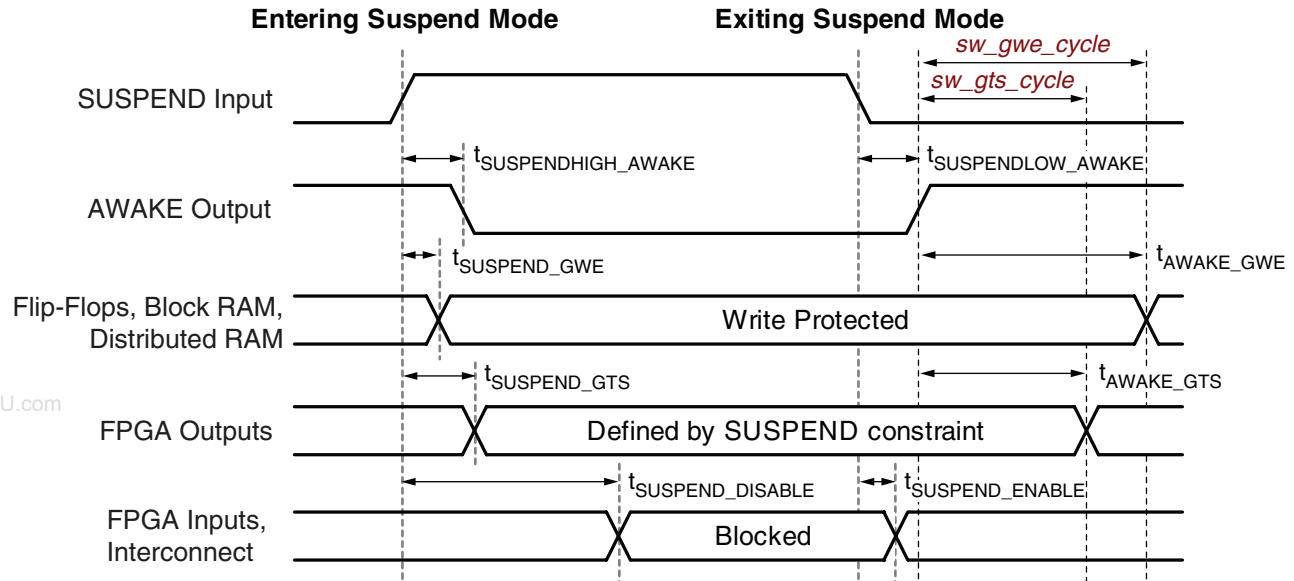 Entering Suspend Mode
Exiting Suspend Mode
sw_gwe_cycle
sw_gts_cycle
SUSPEND Input
tSUSPENDHIGH_AWAKE
tSUSPENDLOW_AWAKE
AWAKE Output
tSUSPEND_GWE
tAWAKE_GWE
Flip-Flops, Block RAM,
Distributed RAM
Write Protected
tSUSPEND_GTS
tAWAKE_GTS
U.com
FPGA Outputs
Defined by SUSPEND constraint
tSUSPEND_DISABLE
tSUSPEND_ENABLE
FPGA Inputs,
Interconnect
Blocked